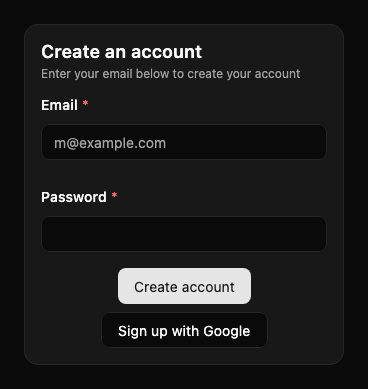 Create an account
Enter your email below to create your account
Email *
m@example.com
Password *
Create account
Sign up with Google